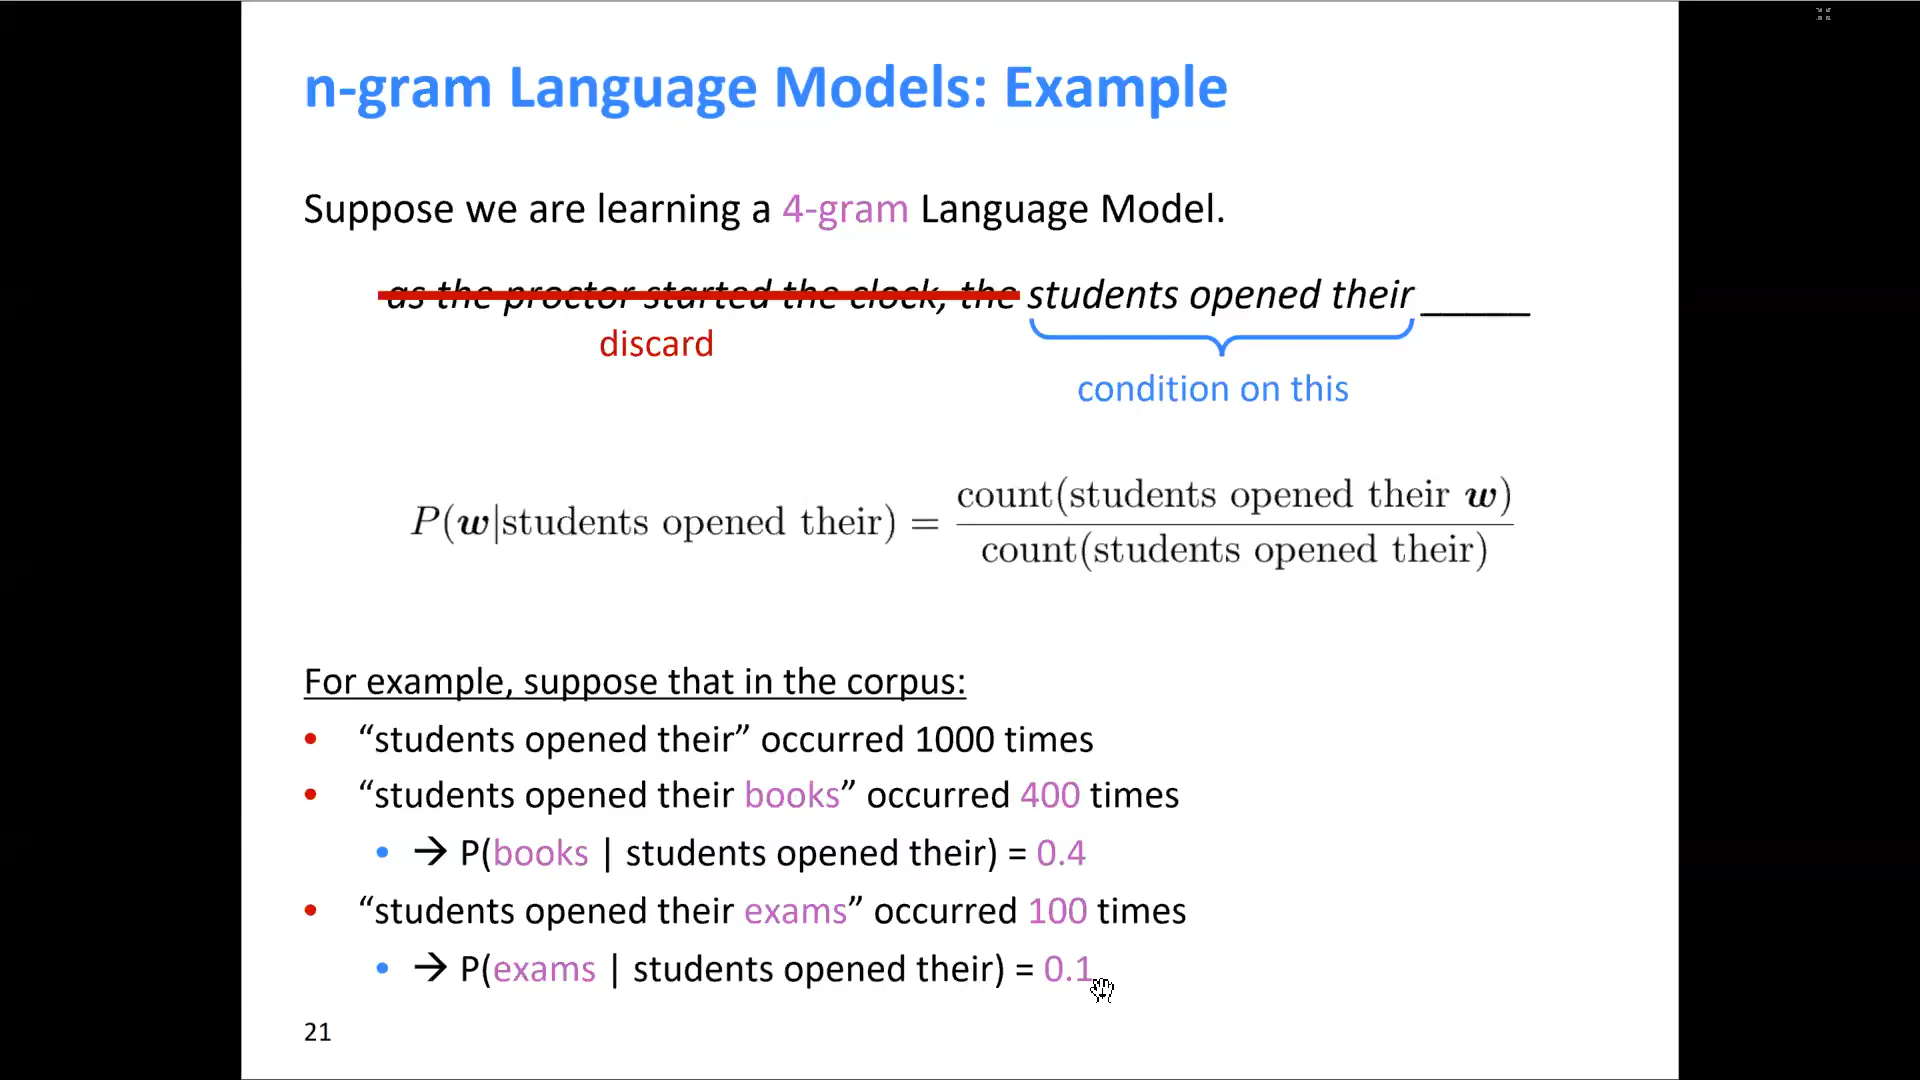 n-gram Language Models: Example
Suppose we are learning a 4-gram Language Model.
as the proctor started the clock, the students opened their _____
discard
condition on this
P(w|students opened their) = count(students opened their w) / count(students opened their)
For example, suppose that in the corpus:
• “students opened their” occurred 1000 times
• “students opened their books” occurred 400 times
• → P(books | students opened their) = 0.4
• “students opened their exams” occurred 100 times
• → P(exams | students opened their) = 0.1
21